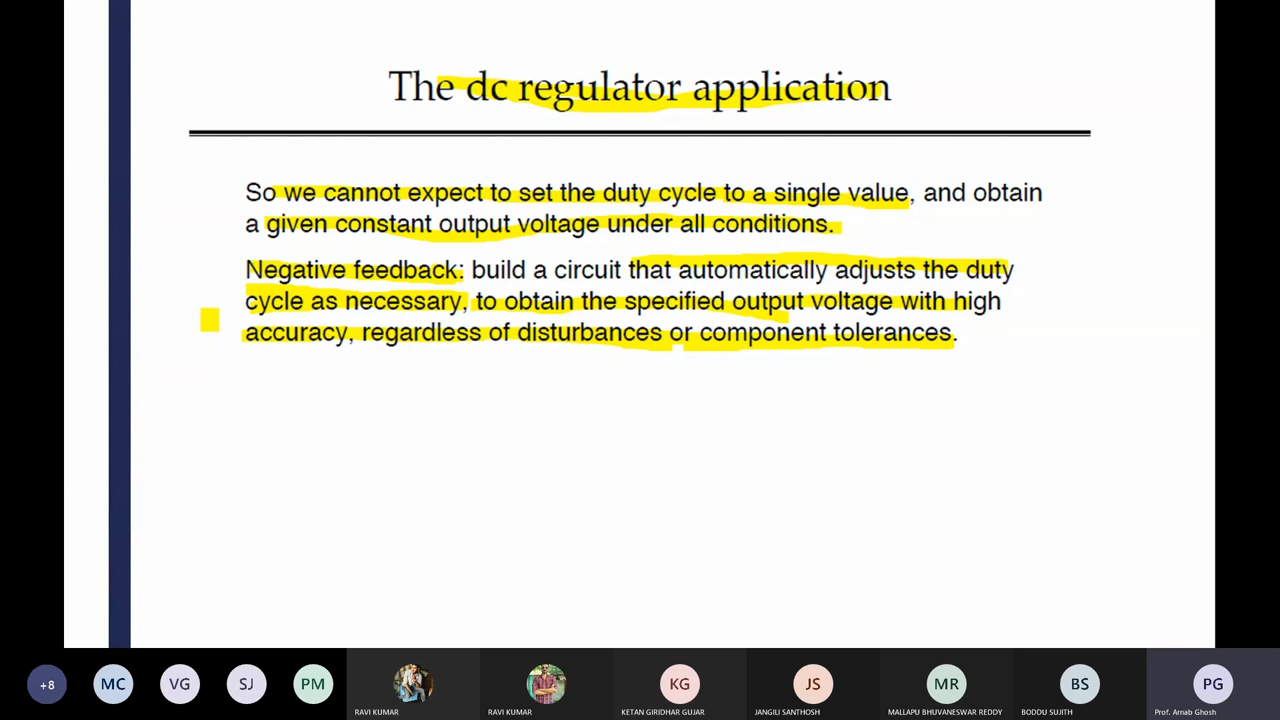 The dc regulator application
So we cannot expect to set the duty cycle to a single value, and obtain
a given constant output voltage under all conditions.
Negative feedback: build a circuit that automatically adjusts the duty
cycle as necessary, to obtain the specified output voltage with high
accuracy, regardless of disturbances or component tolerances.
+8 MC VG SJ PM KG JS MR BS PG
RAVI KUMAR RAVI KUMAR KETAN GIRIDHAR GUJAR JANGILI SANTHOSH MALLAPU BHUVANESWAR REDDY BODDU SUJITH Prof. Arnab Ghosh